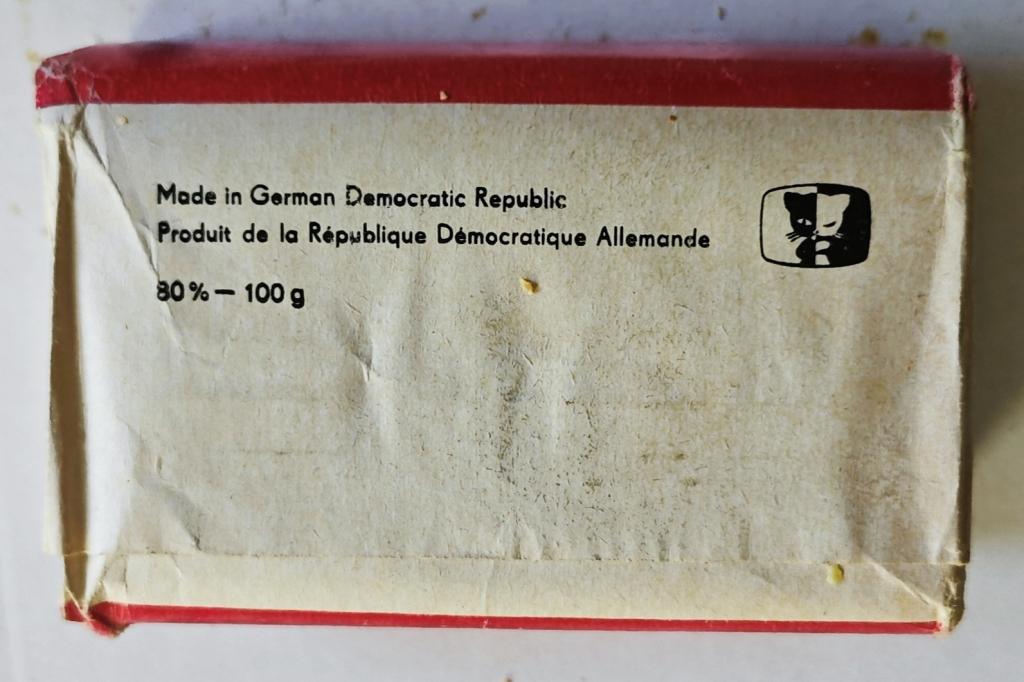 Made in German Democratic Republic
Produit de la République Démocratique Allemande
80% — 100 g